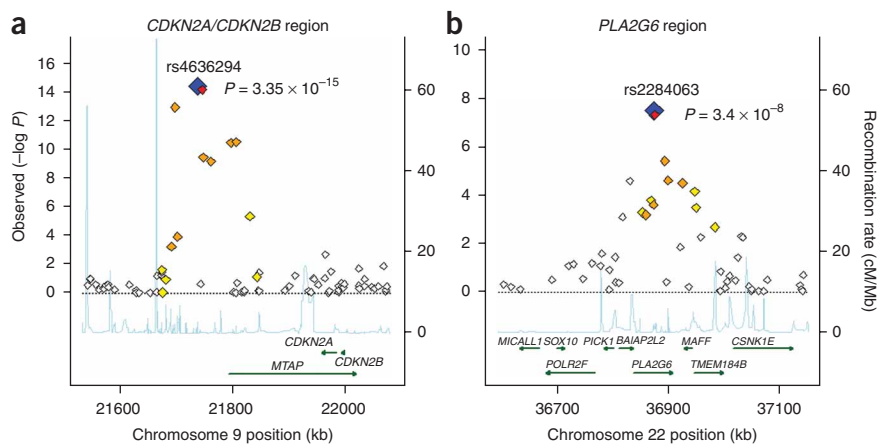 a
CDKN2A/CDKN2B region
Observed (–log P)
16
14
12
10
8
6
4
2
0
rs4636294
P = 3.35 × 10⁻¹⁵
60
40
20
0
CDKN2A
CDKN2B
MTAP
21600
21800
22000
Chromosome 9 position (kb)
b
PLA2G6 region
10
8
6
4
2
0
rs2284063
P = 3.4 × 10⁻⁸
60
40
20
0
Recombination rate (cM/Mb)
MICALL1 SOX10 PICK1 BAIAP2L2 MAFF CSNK1E
POLR2F PLA2G6 TMEM184B
36700
36900
37100
Chromosome 22 position (kb)